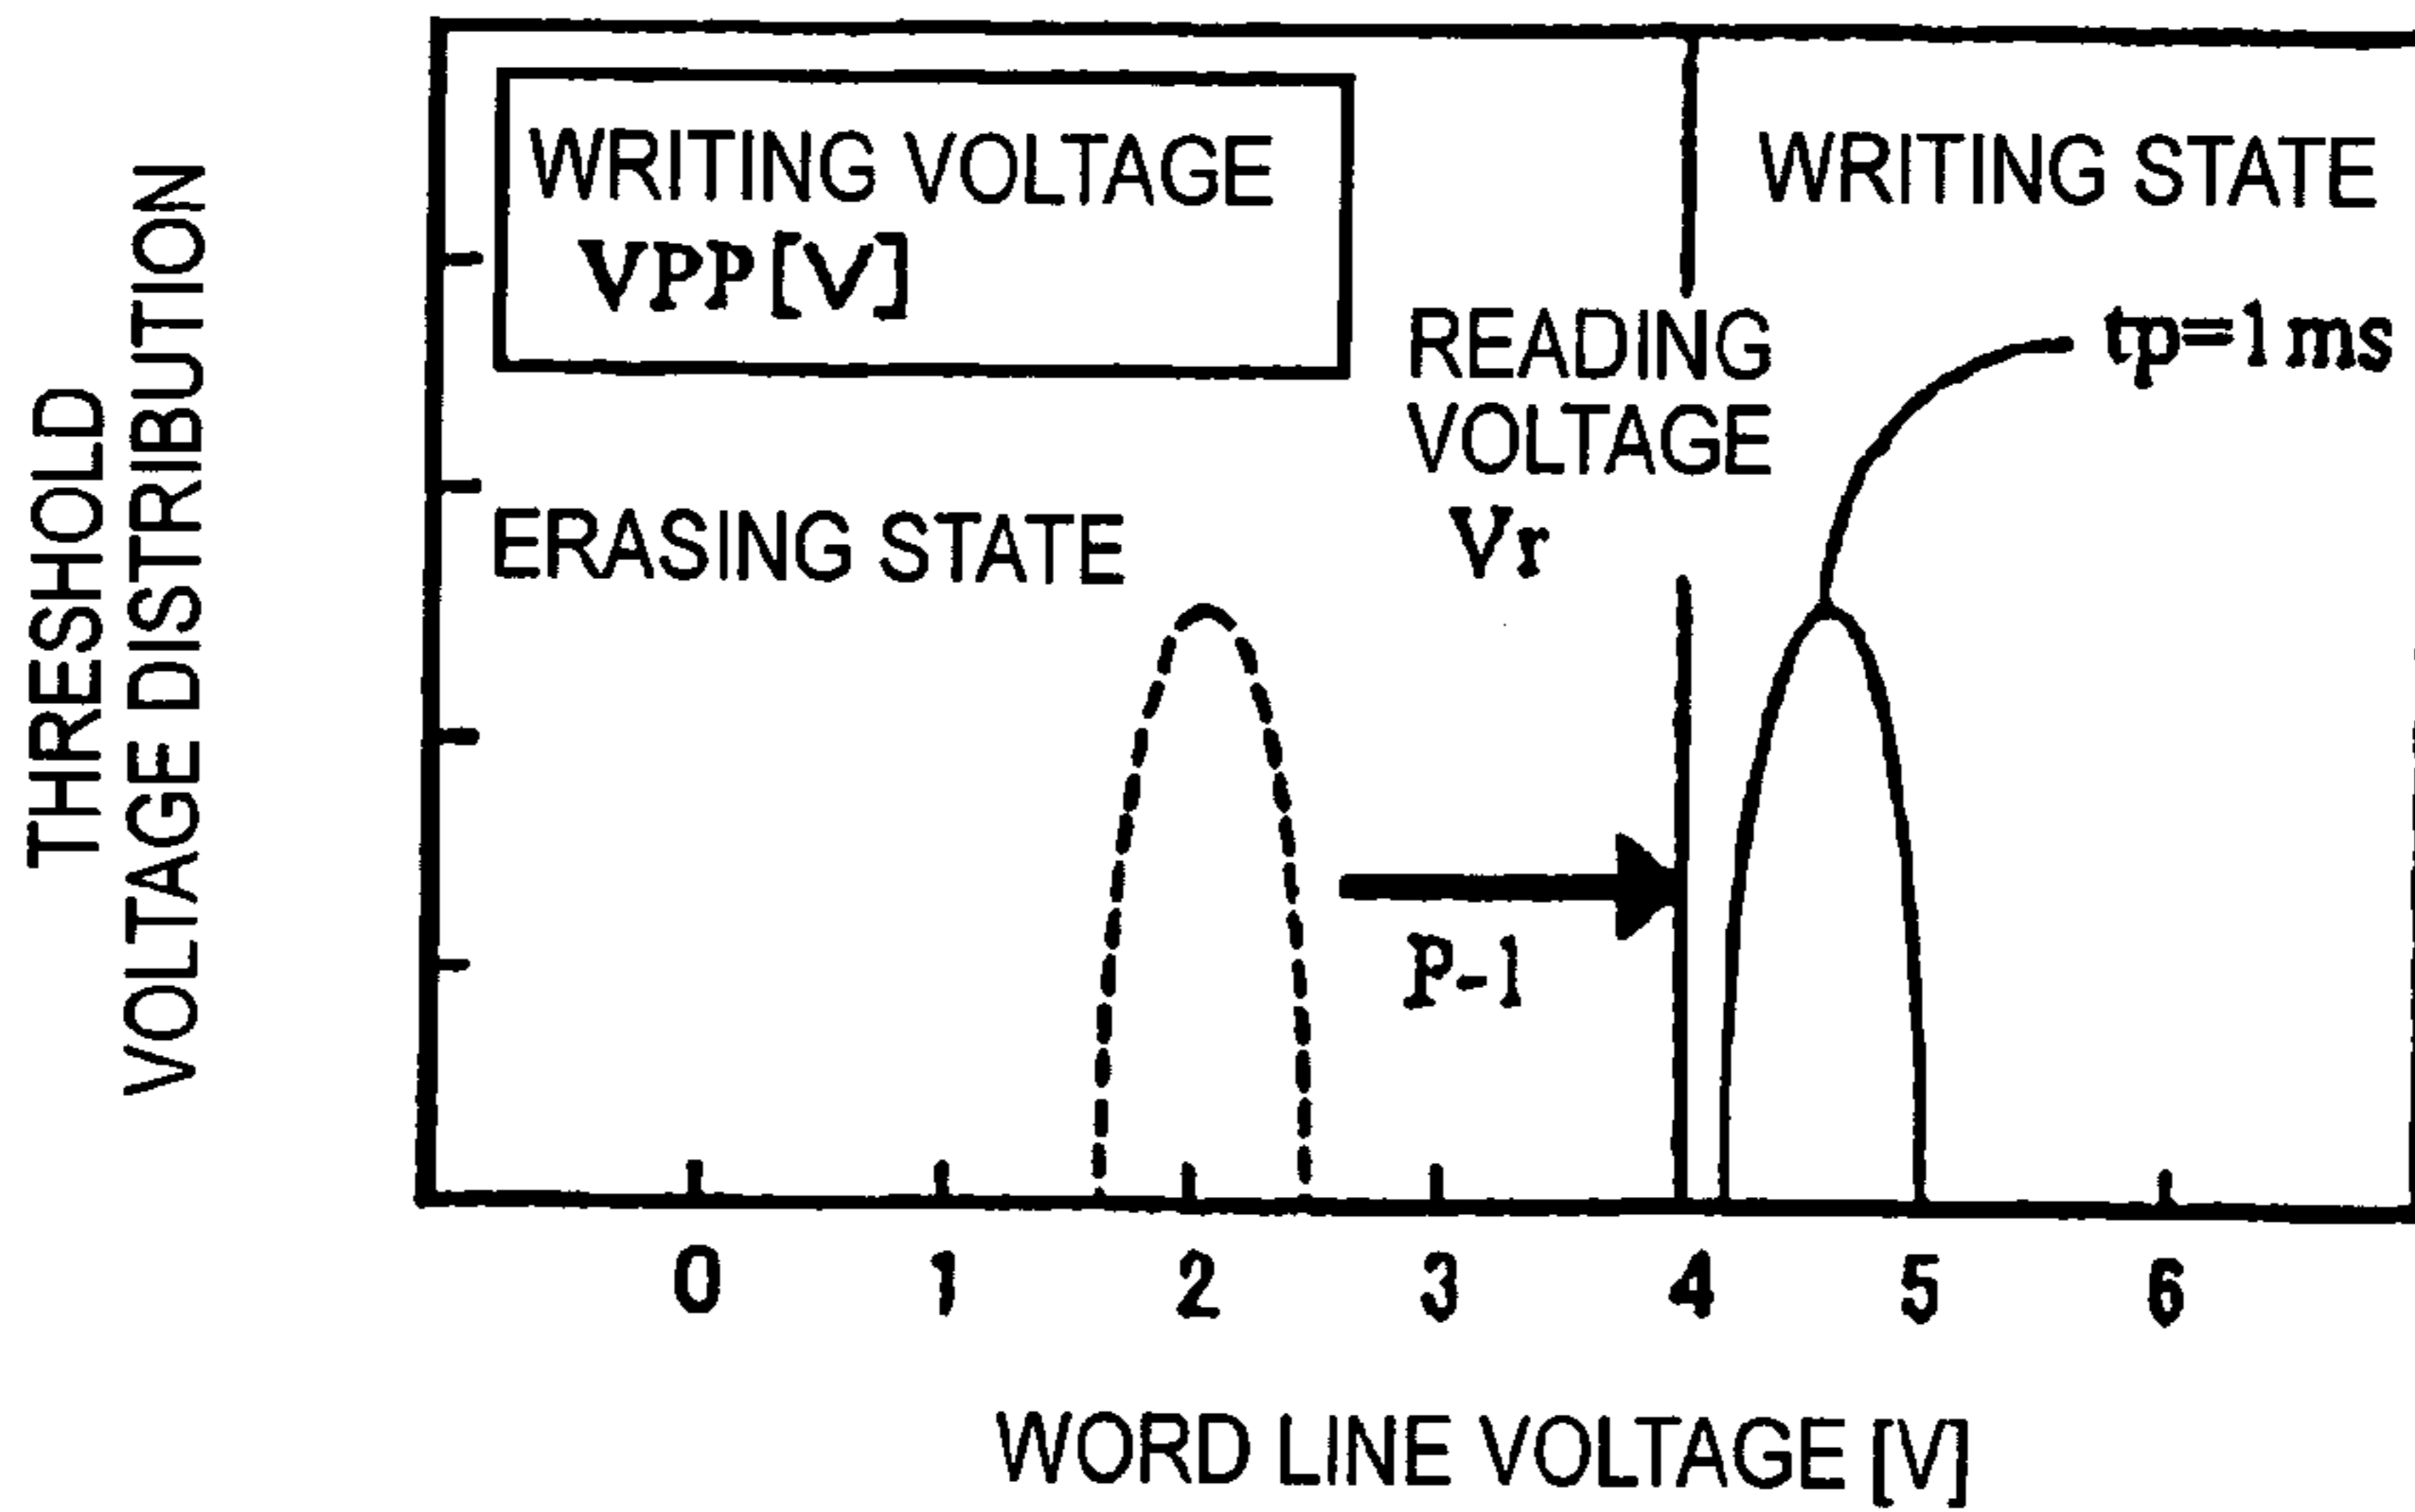 THRESHOLD
VOLTAGE DISTRIBUTION
WRITING VOLTAGE
VPP[V]
WRITING STATE
READING
VOLTAGE
Vr
tp=1ms
ERASING STATE
P-1
0 1 2 3 4 5 6
WORD LINE VOLTAGE [V]